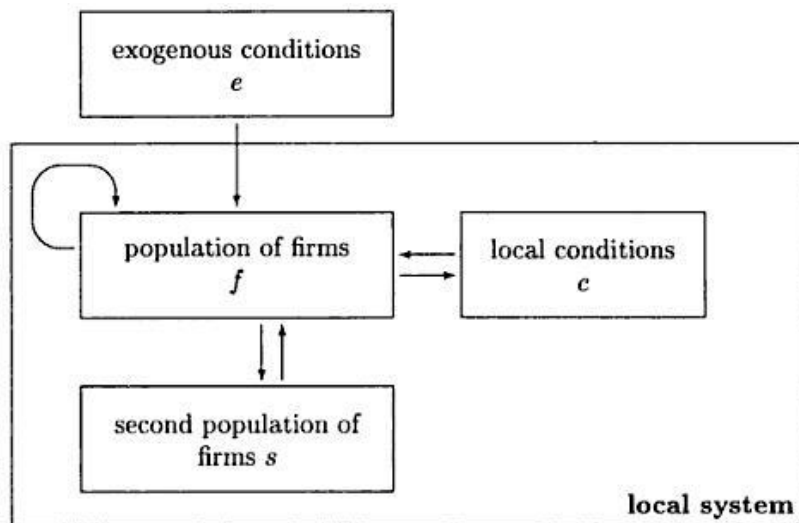 exogenous conditions
e
population of firms
f
local conditions
c
second population of
firms s
local system